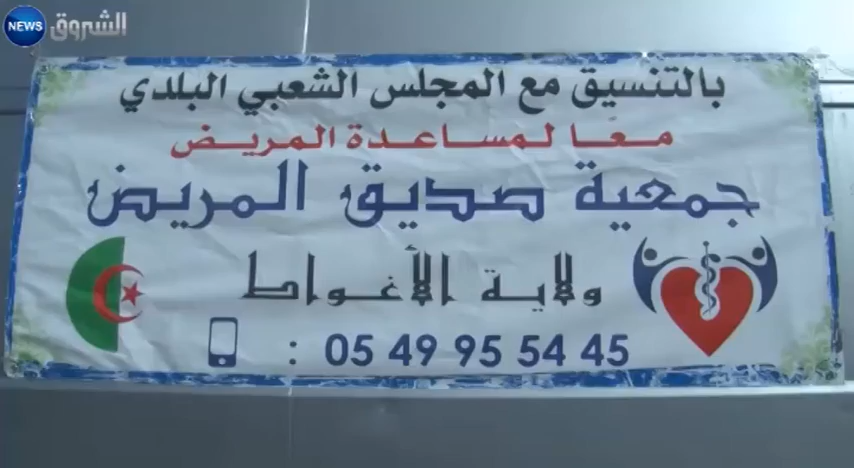 الشروق NEWS
بالتنسيق مع المجلس الشعبي البلدي
معًا لمساعدة المريض
جمعية صديق المريض
ولاية الأغواط
: 05 49 95 54 45